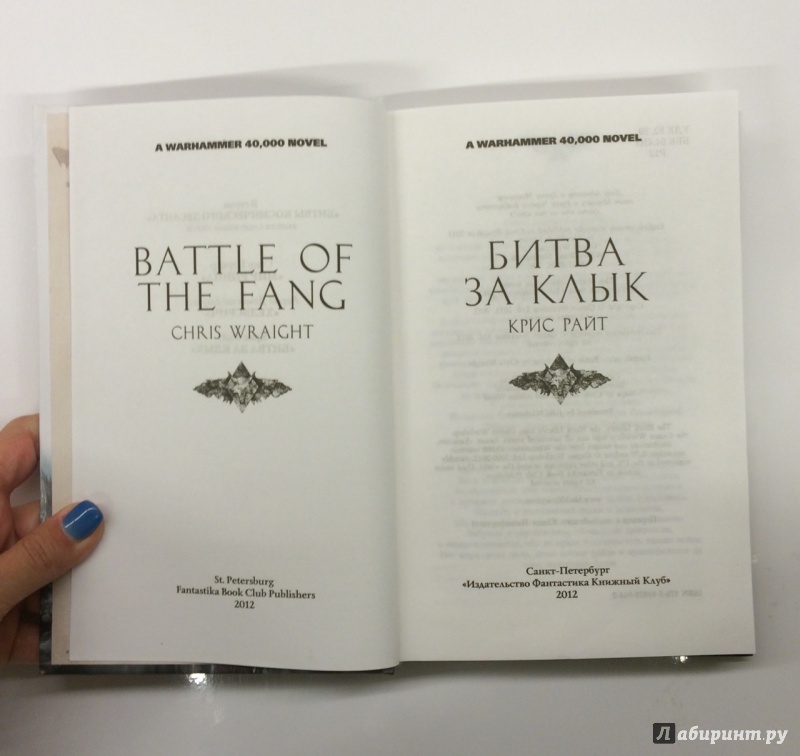 A WARHAMMER 40,000 NOVEL
BATTLE OF
THE FANG
CHRIS WRAIGHT
St. Petersburg
Fantastika Book Club Publishers
2012
A WARHAMMER 40,000 NOVEL
БИТВА
ЗА КЛЫК
КРИС РАЙТ
Санкт-Петербург
«Издательство Фантастика Книжный Клуб»
2012
Лабиринт.ру